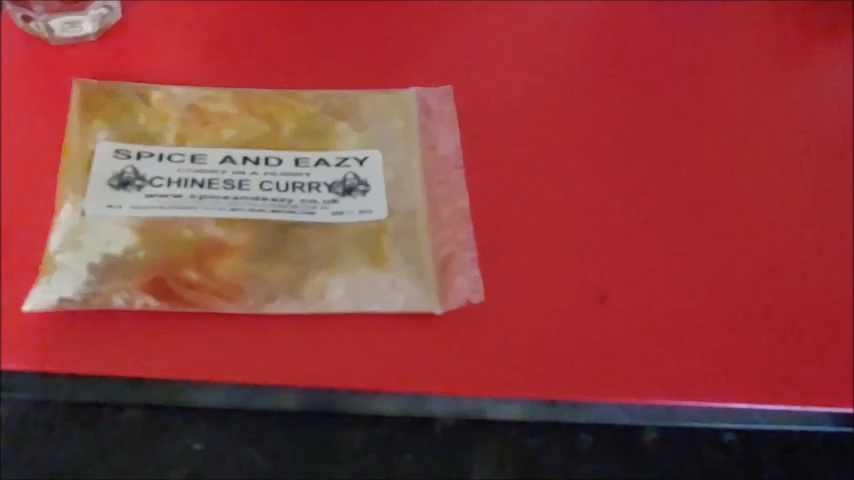 SPICE AND EAZY
CURRY IN A HURRY
CHINESE CURRY
www.spiceandeazy.co.uk